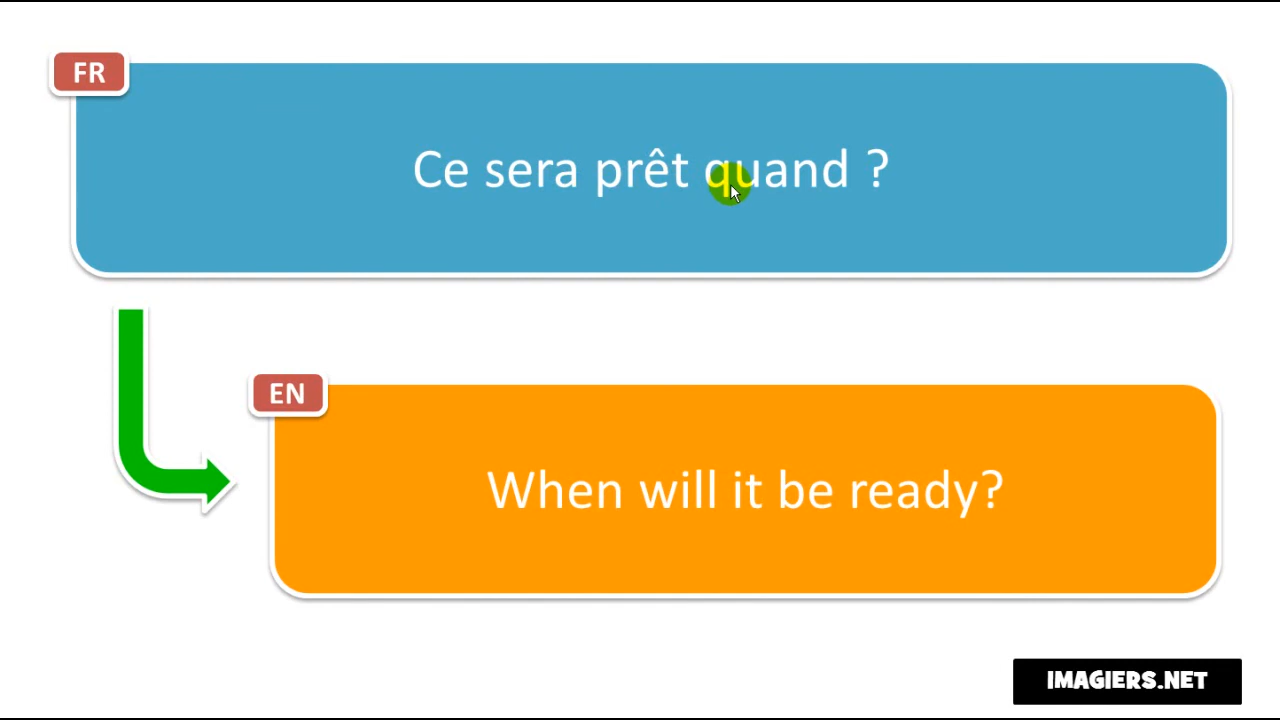 FR
Ce sera prêt quand ?
EN
When will it be ready?
IMAGIERS.NET